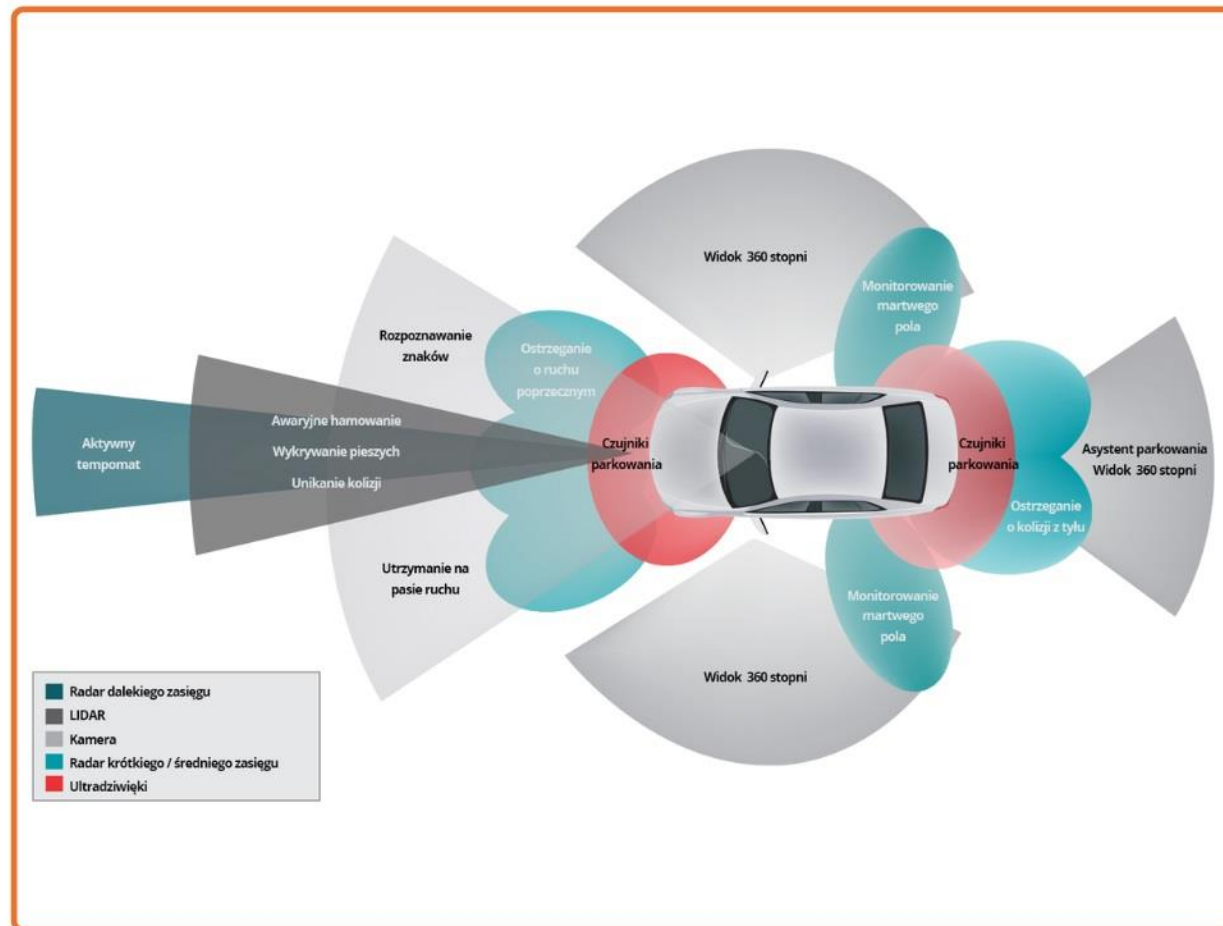 Widok 360 stopni
Monitorowanie
martwego
pola
Rozpoznawanie
znaków
Ostrzeganie
o ruchu
poprzecznym
Aktywny
tempomat
Awaryjne hamowanie
Wykrywanie pieszych
Unikanie kolizji
Czujniki
parkowania
Czujniki
parkowania
Asystent parkowania
Widok 360 stopni
Ostrzeganie
o kolizji z tyłu
Utrzymanie na
pasie ruchu
Monitorowanie
martwego
pola
Widok 360 stopni
Radar dalekiego zasięgu
LIDAR
Kamera
Radar krótkiego / średniego zasięgu
Ultradziwięki